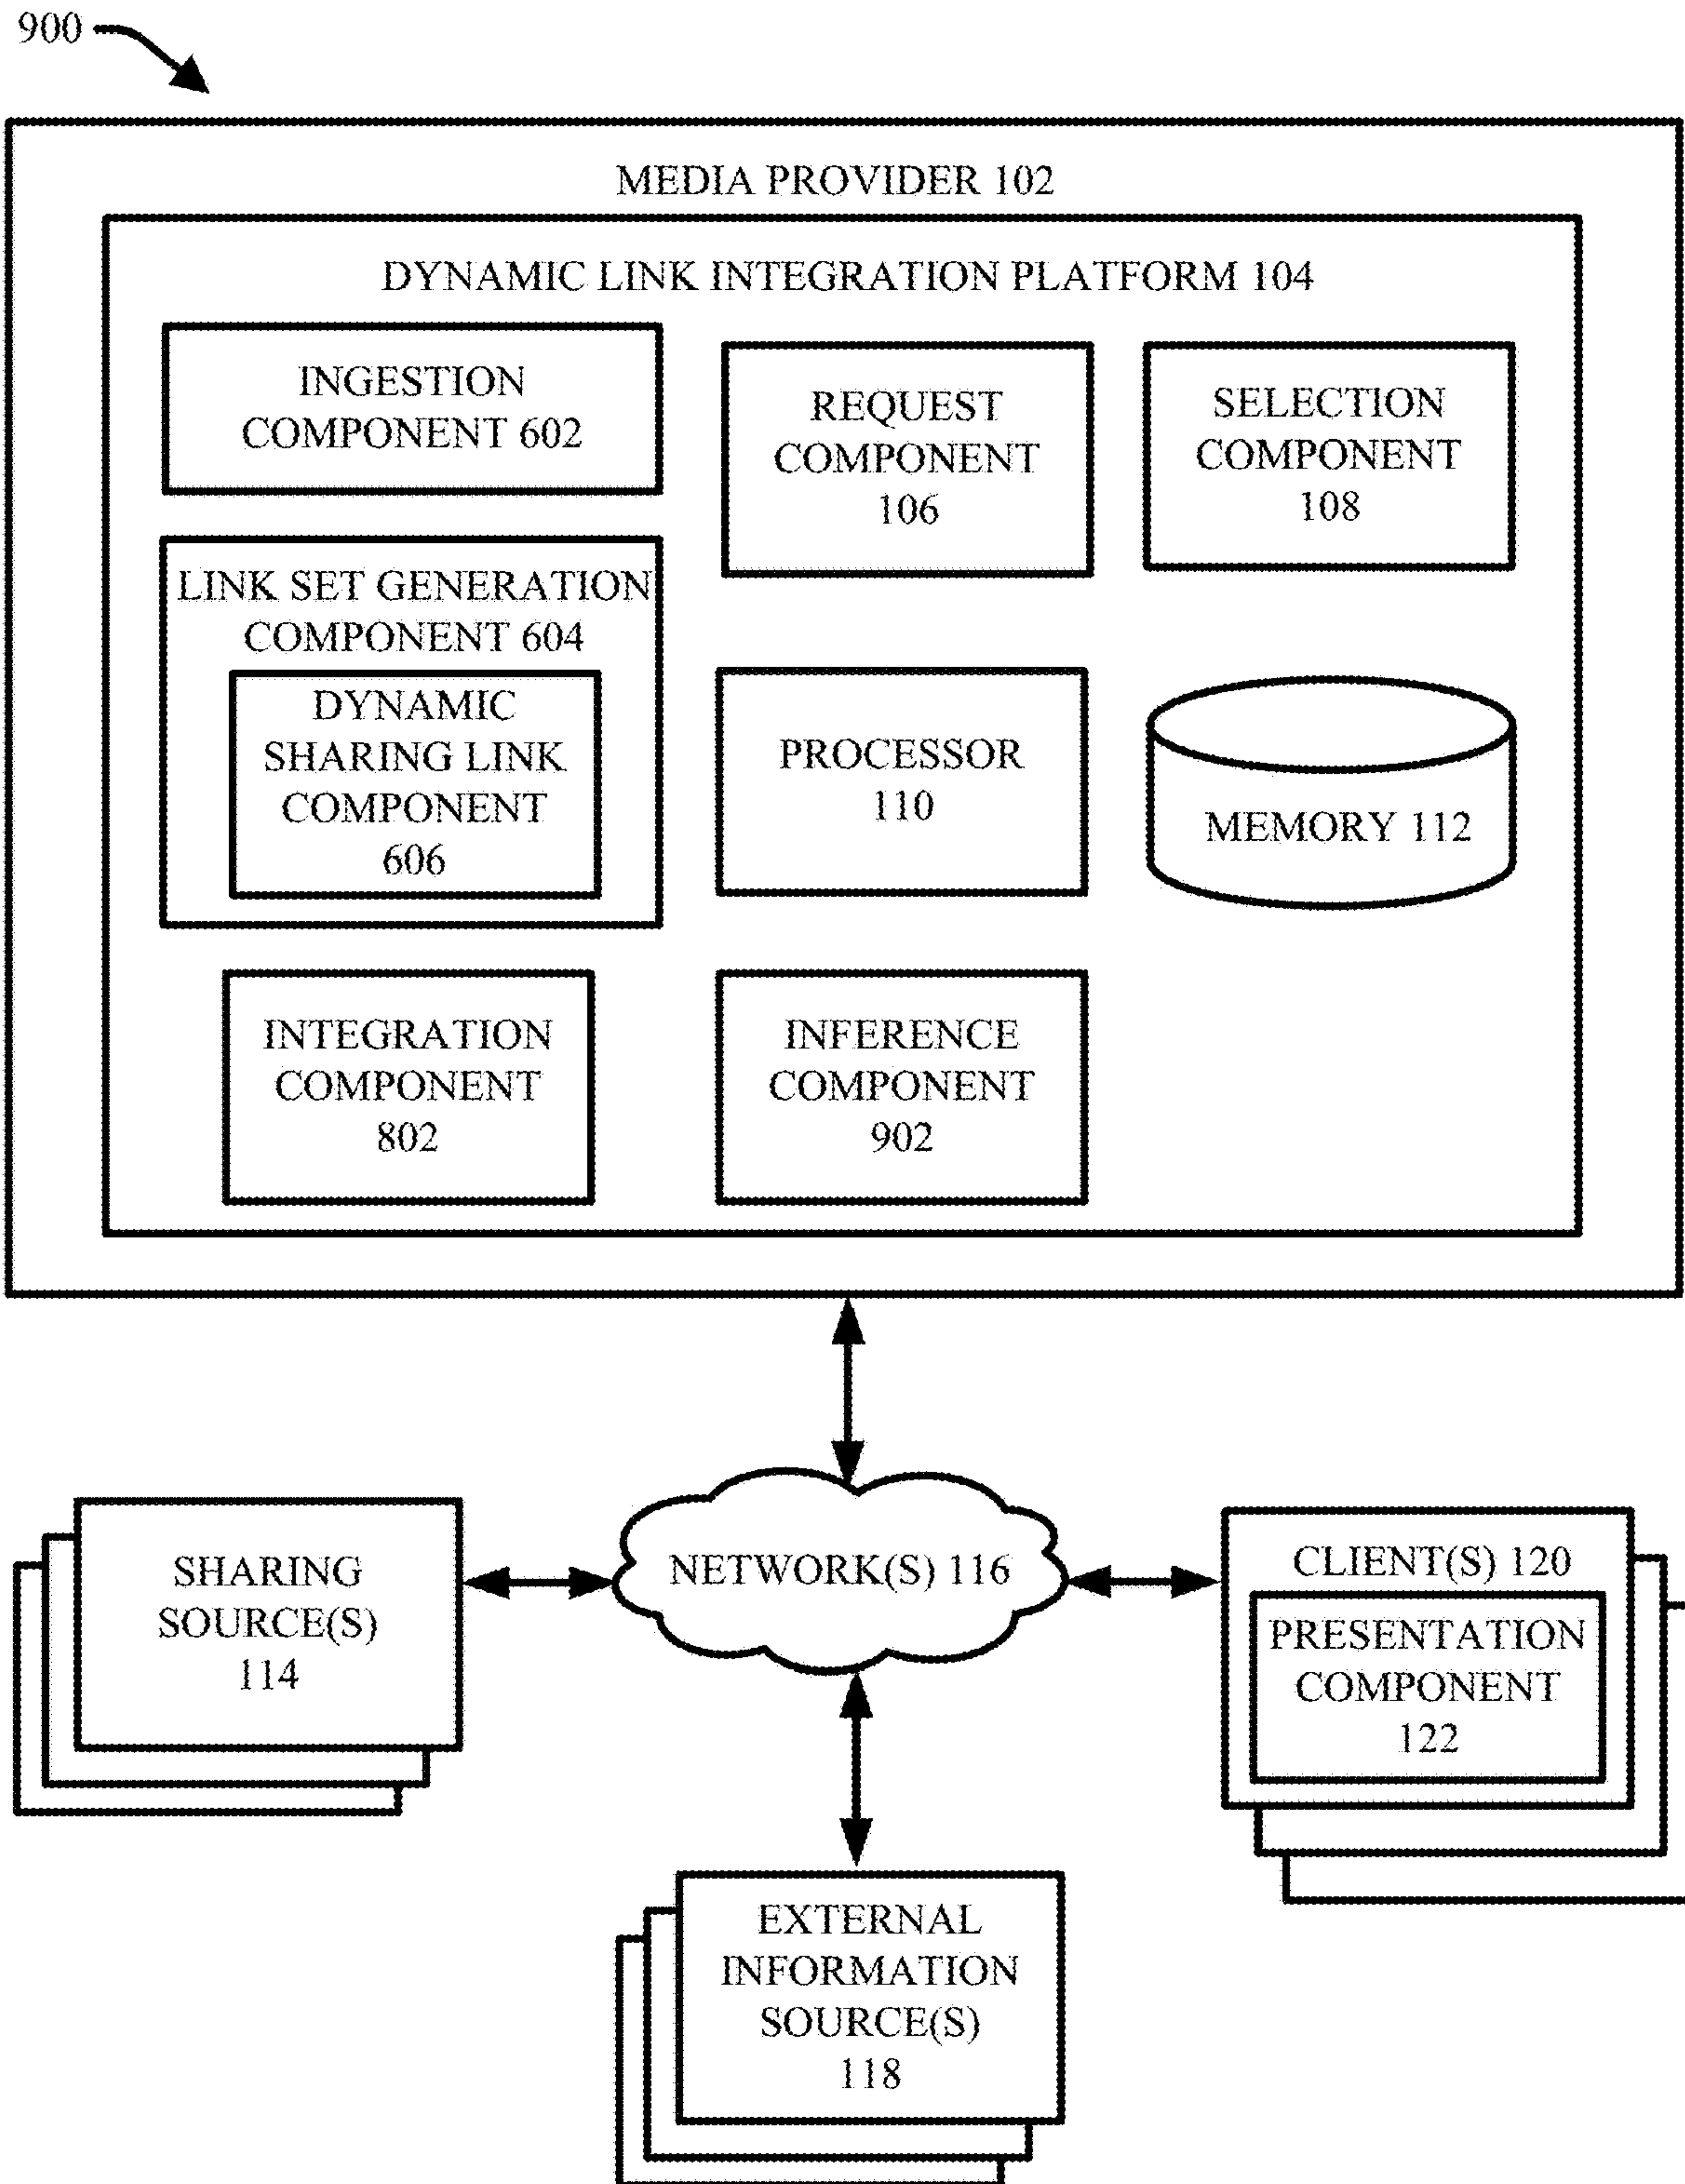 900
MEDIA PROVIDER 102
DYNAMIC LINK INTEGRATION PLATFORM 104
INGESTION
COMPONENT 602
REQUEST
COMPONENT
106
SELECTION
COMPONENT
108
LINK SET GENERATION
COMPONENT 604
DYNAMIC
SHARING LINK
COMPONENT
606
PROCESSOR
110
MEMORY 112
INTEGRATION
COMPONENT
802
INFERENCE
COMPONENT
902
SHARING
SOURCE(S)
114
NETWORK(S) 116
CLIENT(S) 120
PRESENTATION
COMPONENT
122
EXTERNAL
INFORMATION
SOURCE(S)
118